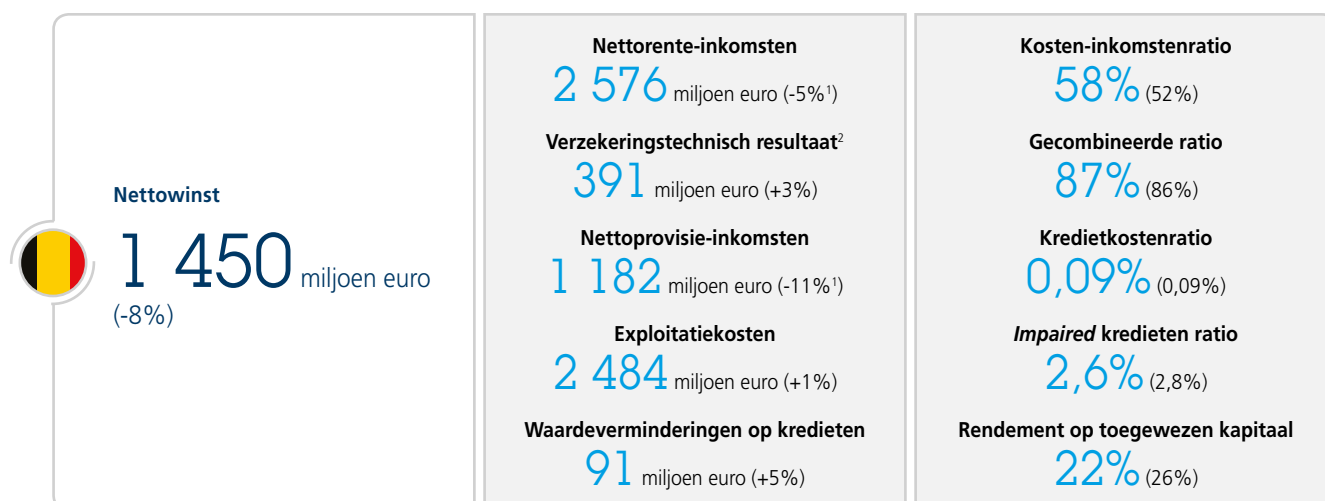 Nettowinst
1 450 miljoen euro
(-8%)
Nettorente-inkomsten
2 576 miljoen euro (-5%¹)
Verzekeringstechnisch resultaat²
391 miljoen euro (+3%)
Nettoprovisie-inkomsten
1 182 miljoen euro (-11%¹)
Exploitatiekosten
2 484 miljoen euro (+1%)
Waardeverminderingen op kredieten
91 miljoen euro (+5%)
Kosten-inkomstenratio
58% (52%)
Gecombineerde ratio
87% (86%)
Kredietkostenratio
0,09% (0,09%)
Impaired kredieten ratio
2,6% (2,8%)
Rendement op toegewezen kapitaal
22% (26%)